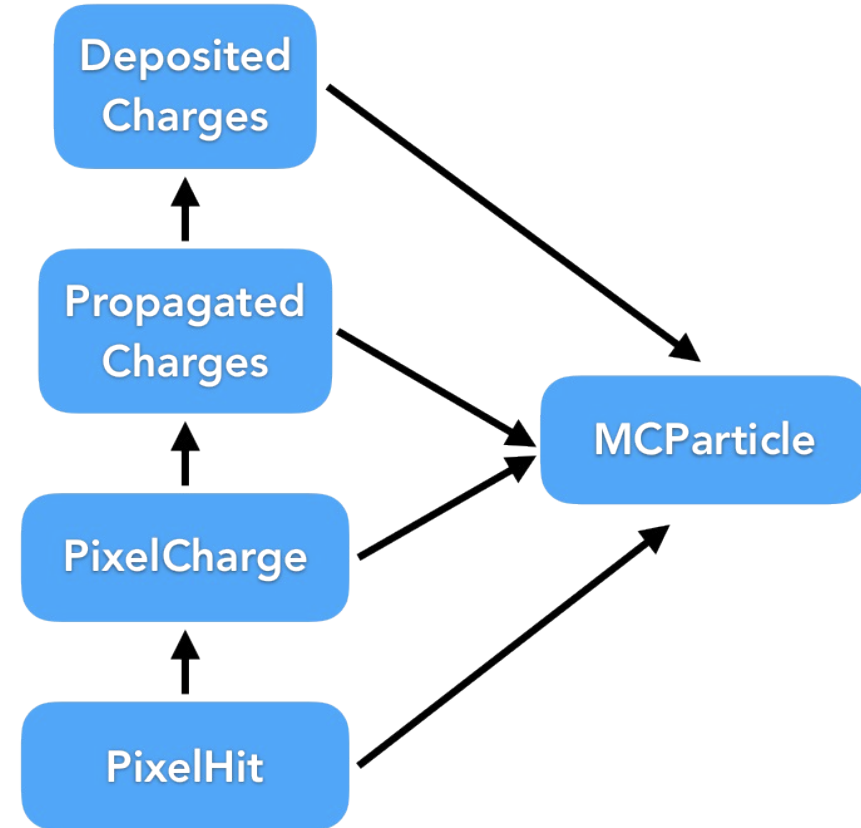 Deposited
Charges
Propagated
Charges
MCParticle
PixelCharge
PixelHit